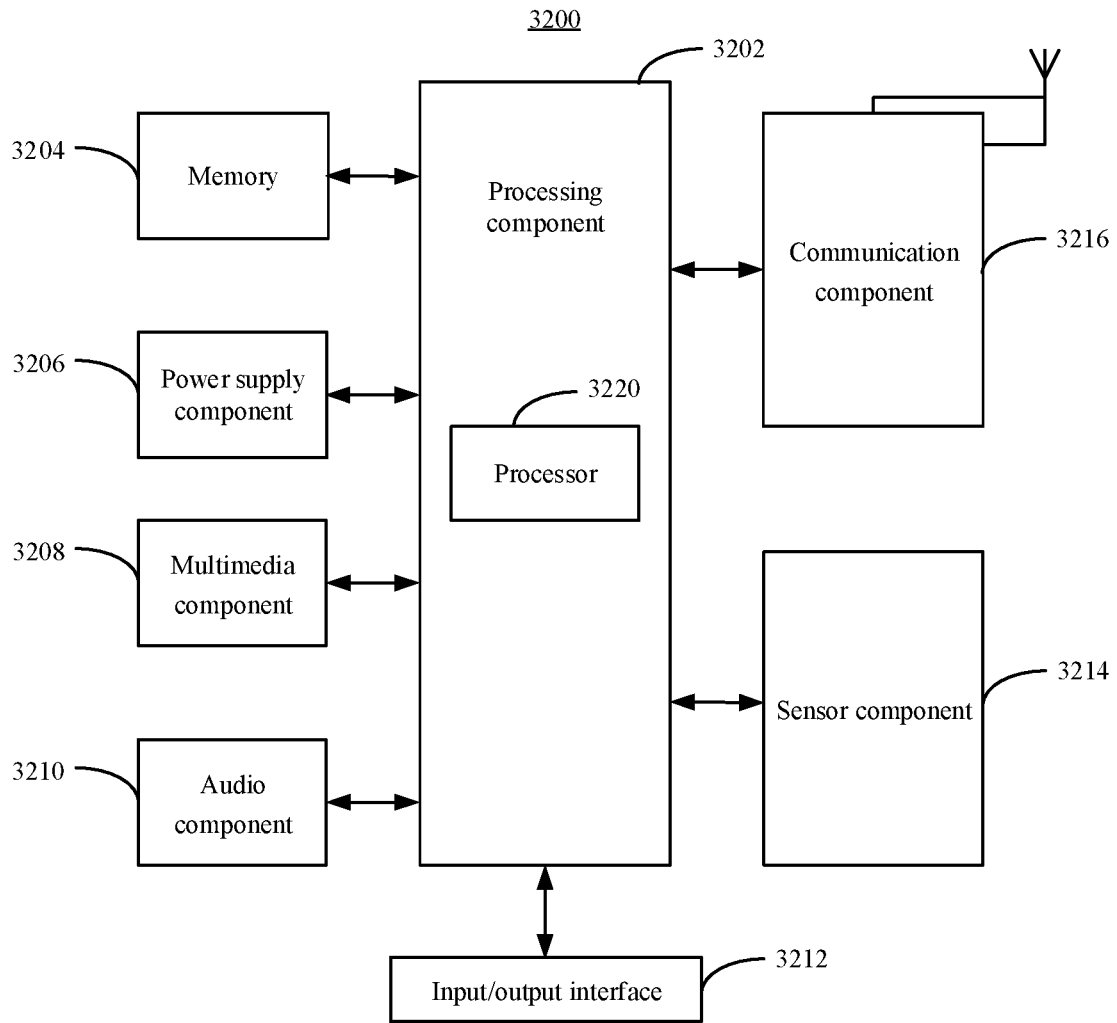 3200
3202
3204
Memory
Processing
component
Communication
component
3216
3206
Power supply
component
3220
Processor
3208
Multimedia
component
3214
Sensor component
3210
Audio
component
3212
Input/output interface